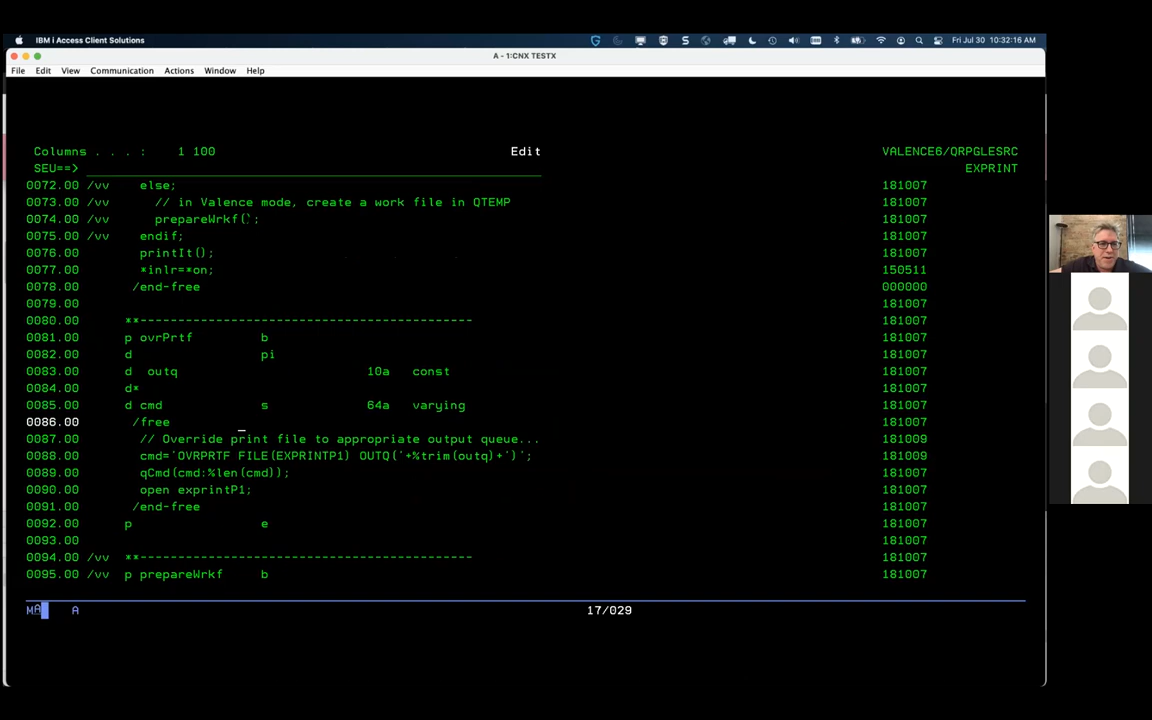 IBM i Access Client Solutions
Fri Jul 30 10:32:16 AM
A - 1:CNX TESTX
File Edit View Communication Actions Window Help
Columns . . . : 1 100 Edit VALENCE6/QRPGLESRC
SEU==> EXPRINT
0072.00 /vv else; 181007
0073.00 /vv // in Valence mode, create a work file in QTEMP 181007
0074.00 /vv prepareWrkf(); 181007
0075.00 /vv endif; 181007
0076.00 printIt(); 181007
0077.00 *inlr=*on; 150511
0078.00 /end-free 000000
0079.00 181007
0080.00 **-------------------------------------------- 181007
0081.00 p ovrPrtf b 181007
0082.00 d pi 181007
0083.00 d outq 10a const 181007
0084.00 d* 181007
0085.00 d cmd s 64a varying 181007
0086.00 /free 181007
0087.00 // Override print file to appropriate output queue... 181009
0088.00 cmd='OVRPRTF FILE(EXPRINTP1) OUTQ('+%trim(outq)+')'; 181009
0089.00 qCmd(cmd:%len(cmd)); 181007
0090.00 open exprintP1; 181007
0091.00 /end-free 181007
0092.00 p e 181007
0093.00 181007
0094.00 /vv **-------------------------------------------- 181007
0095.00 /vv p prepareWrkf b 181007
MA A 17/029